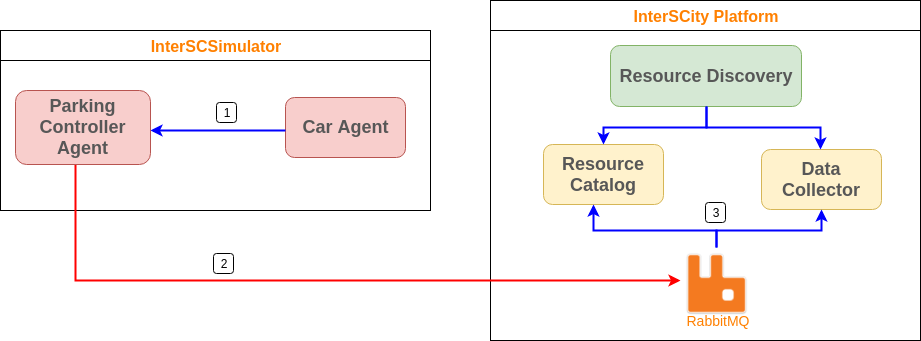 InterSCSimulator
Parking
Controller
Agent
1
Car Agent
2
InterSCity Platform
Resource Discovery
Resource
Catalog
Data
Collector
3
RabbitMQ